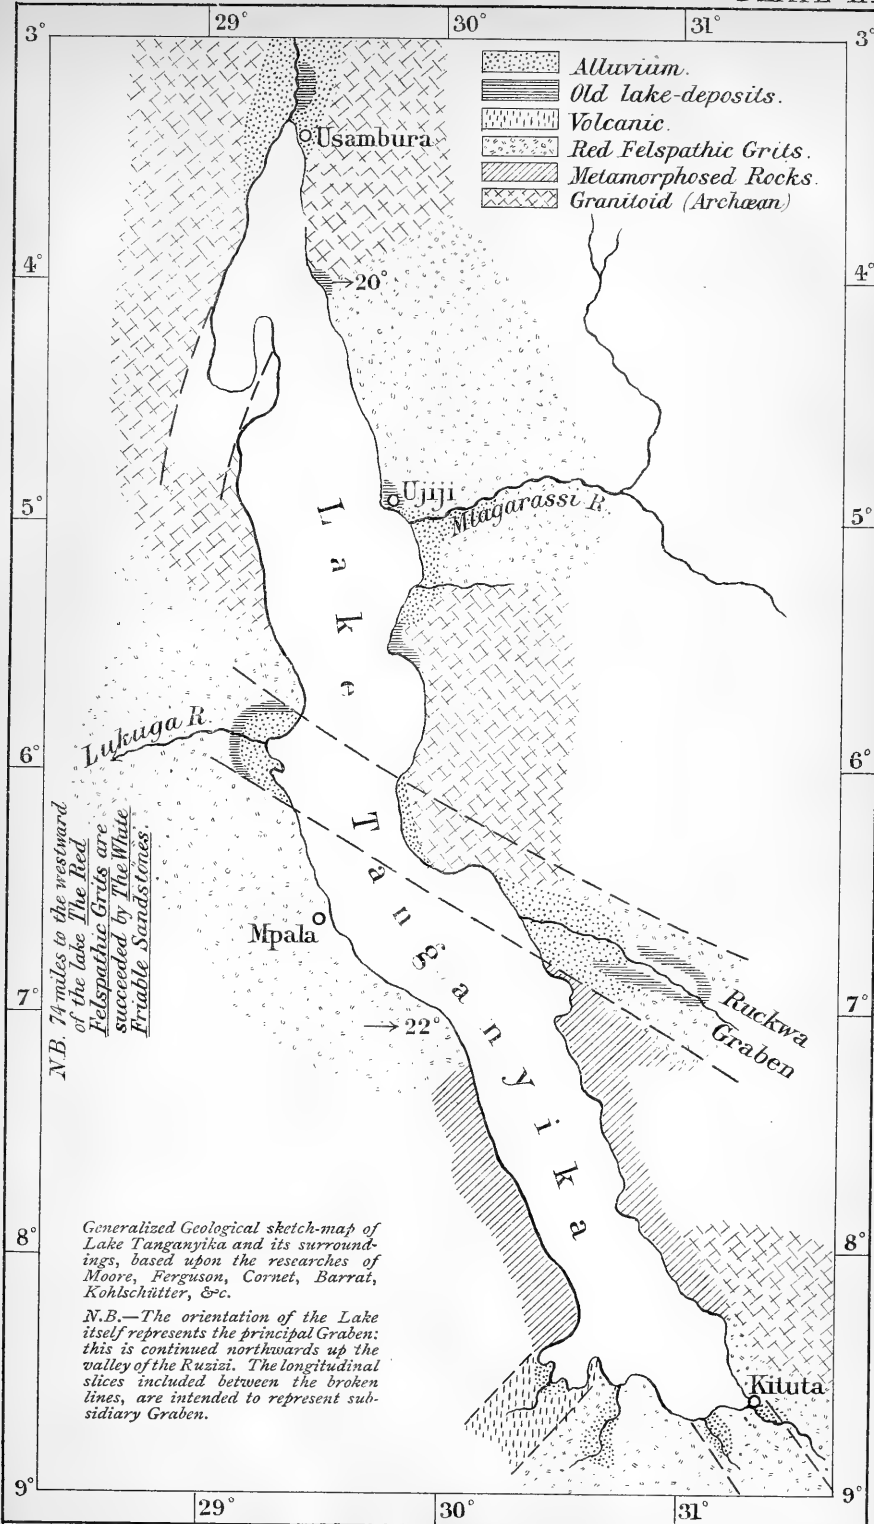 29°
30°
31°
3°
3°
Alluvium.
Old lake-deposits.
Volcanic.
Red Felspathic Grits.
Metamorphosed Rocks.
Granitoid (Archæan)
Usambura
4°
→20°
4°
5°
Ujiji
Mlagarassi R.
5°
Lake Tanganyika
Lukuga R.
6°
6°
N.B. 74 miles to the westward
of the lake The Red
Felspathic Grits are
succeeded by The White
Friable Sandstones.
Mpala
7°
→22°
7°
Ruckwa
Graben
8°
8°
Generalized Geological sketch-map of
Lake Tanganyika and its surround-
ings, based upon the researches of
Moore, Ferguson, Cornet, Barrat,
Kohlschütter, &c.
N.B.—The orientation of the Lake
itself represents the principal Graben:
this is continued northwards up the
valley of the Ruzizi. The longitudinal
slices included between the broken
lines, are intended to represent sub-
sidiary Graben.
Kituta
9°
9°
29°
30°
31°